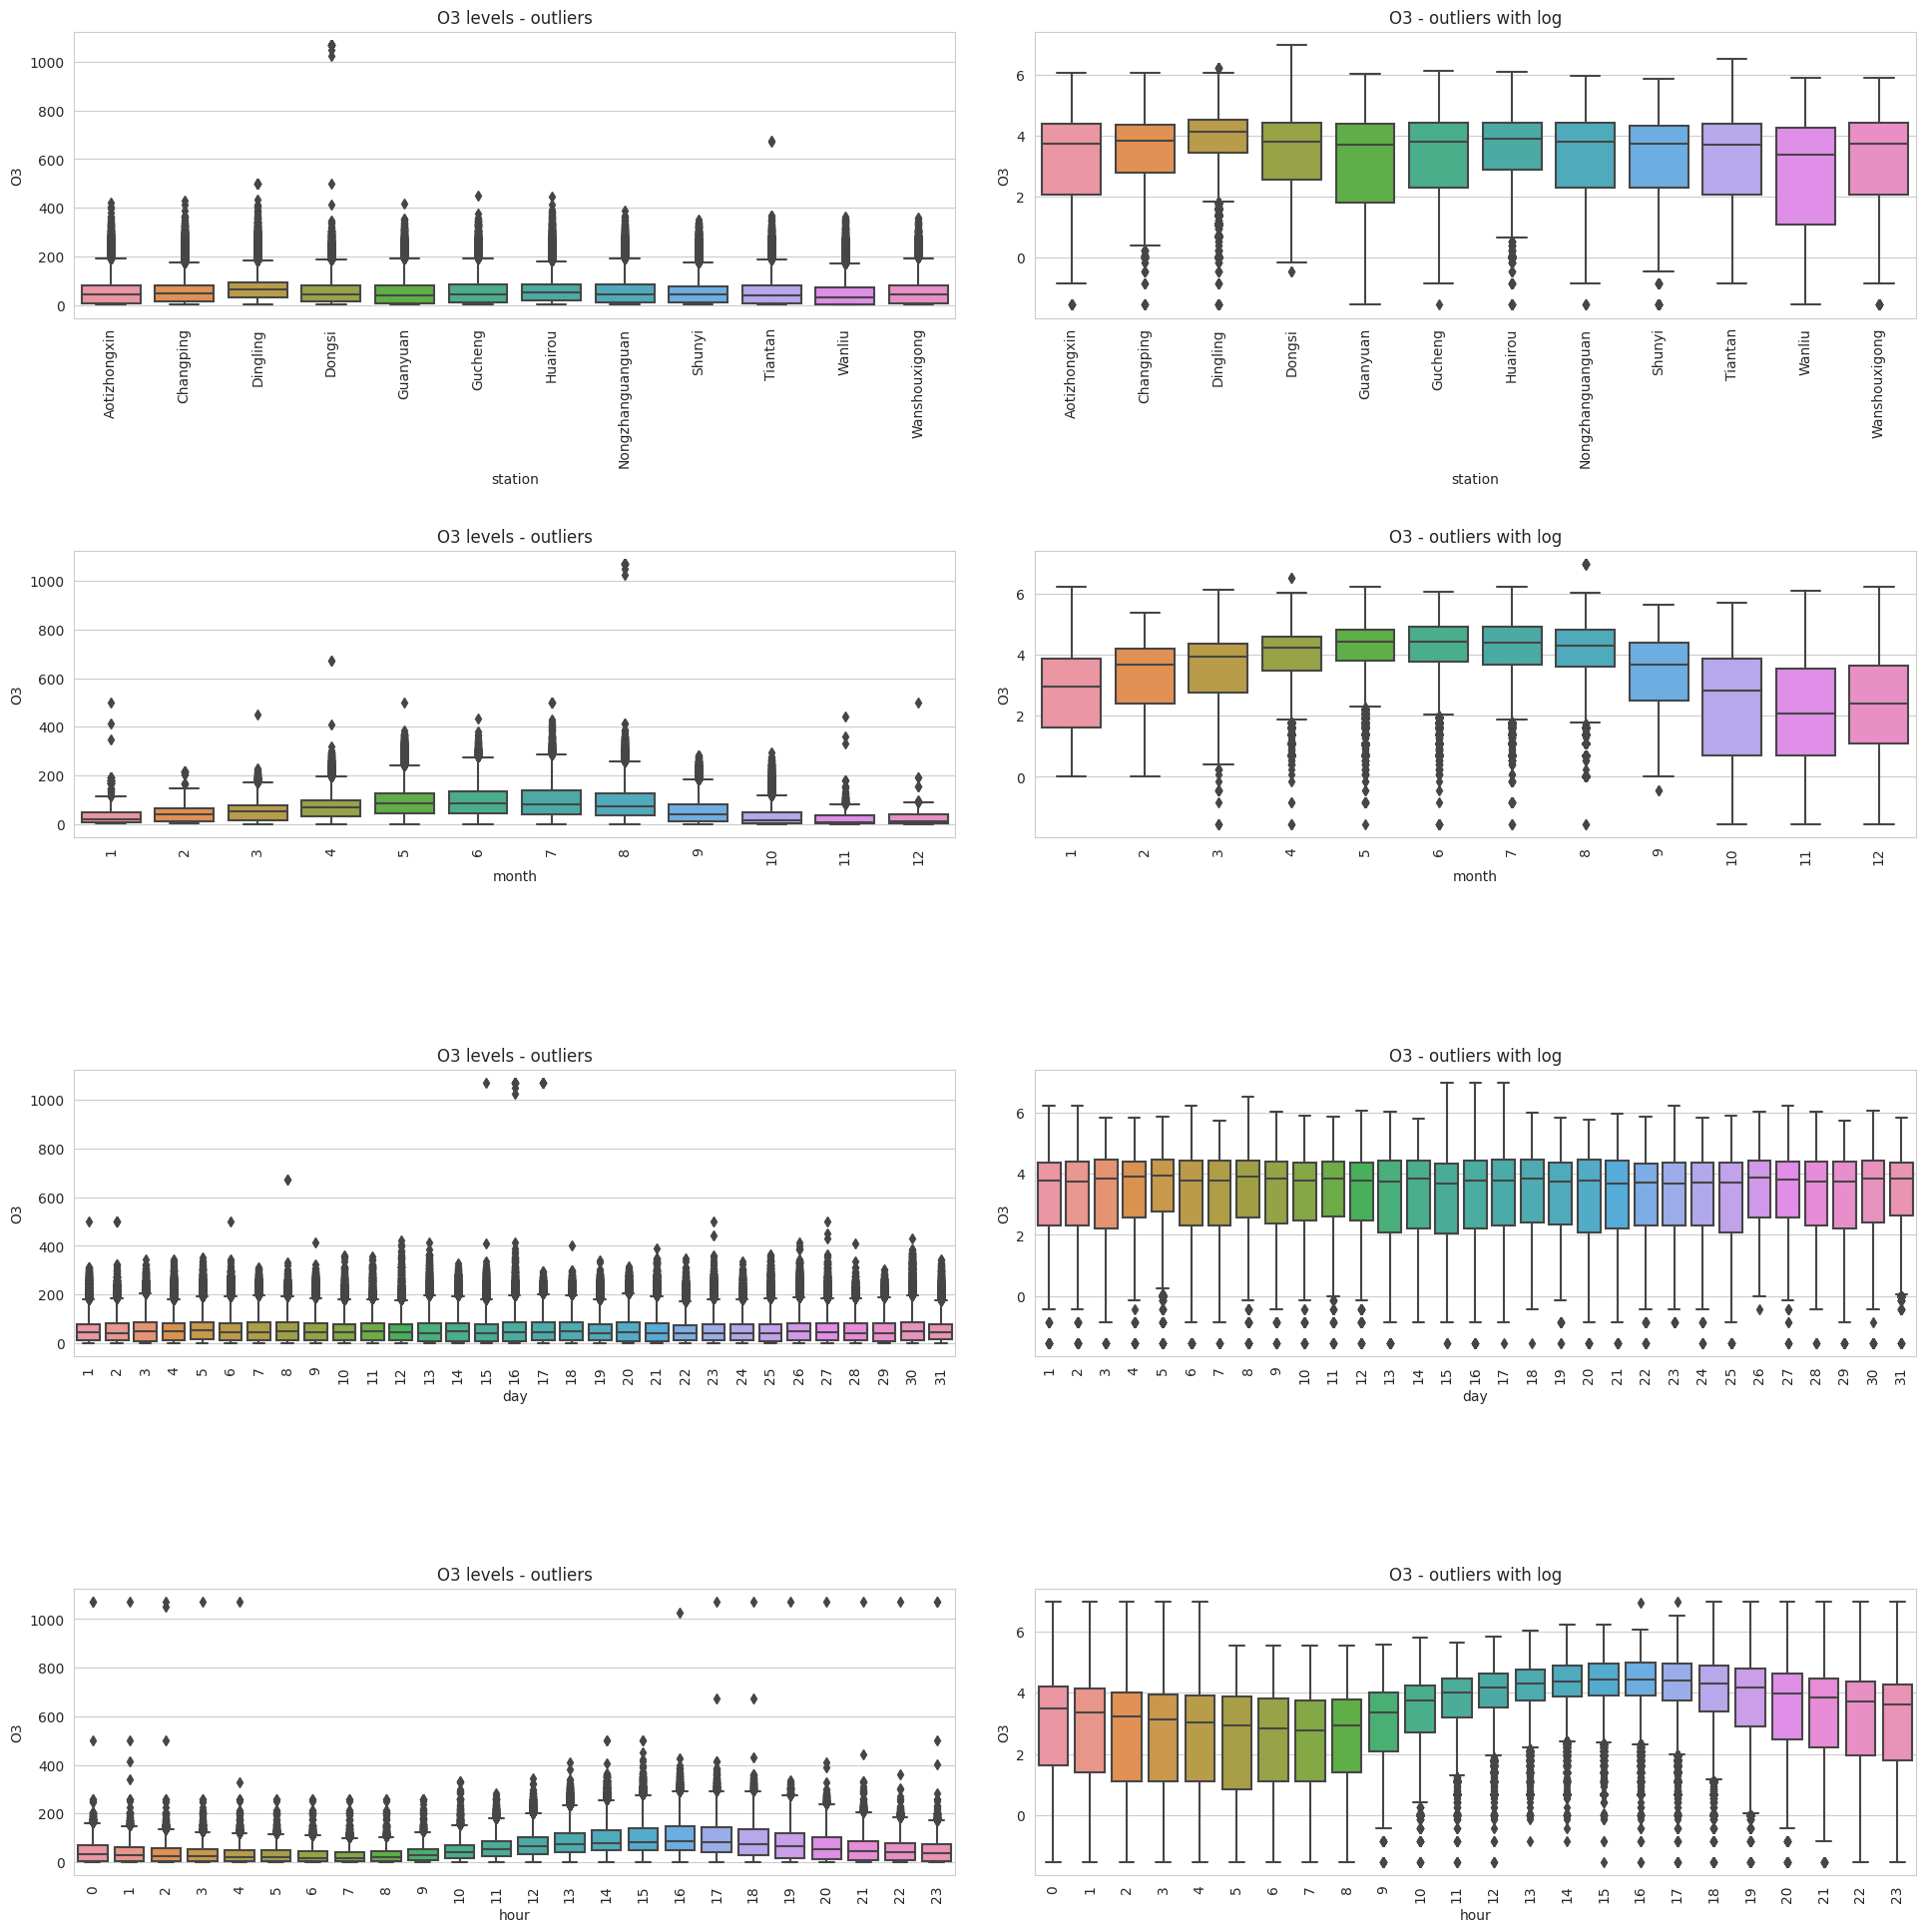 O3 levels - outliers
O3 - outliers with log
1000
800
600
400
200
0
O3
6
4
2
0
O3
Aotizhongxin Changping Dingling Dongsi Guanyuan Gucheng Huairou Nongzhanguan Shunyi Tiantan Wanliu Wanshouxigong
Aotizhongxin Changping Dingling Dongsi Guanyuan Gucheng Huairou Nongzhanguan Shunyi Tiantan Wanliu Wanshouxigong
station
station
O3 levels - outliers
O3 - outliers with log
1000
800
600
400
200
0
O3
6
4
2
0
O3
1 2 3 4 5 6 7 8 9 10 11 12
1 2 3 4 5 6 7 8 9 10 11 12
month
month
O3 levels - outliers
O3 - outliers with log
1000
800
600
400
200
0
O3
6
4
2
0
O3
1 2 3 4 5 6 7 8 9 10 11 12 13 14 15 16 17 18 19 20 21 22 23 24 25 26 27 28 29 30 31
1 2 3 4 5 6 7 8 9 10 11 12 13 14 15 16 17 18 19 20 21 22 23 24 25 26 27 28 29 30 31
day
day
O3 levels - outliers
O3 - outliers with log
1000
800
600
400
200
0
O3
6
4
2
0
O3
0 1 2 3 4 5 6 7 8 9 10 11 12 13 14 15 16 17 18 19 20 21 22 23
0 1 2 3 4 5 6 7 8 9 10 11 12 13 14 15 16 17 18 19 20 21 22 23
hour
hour